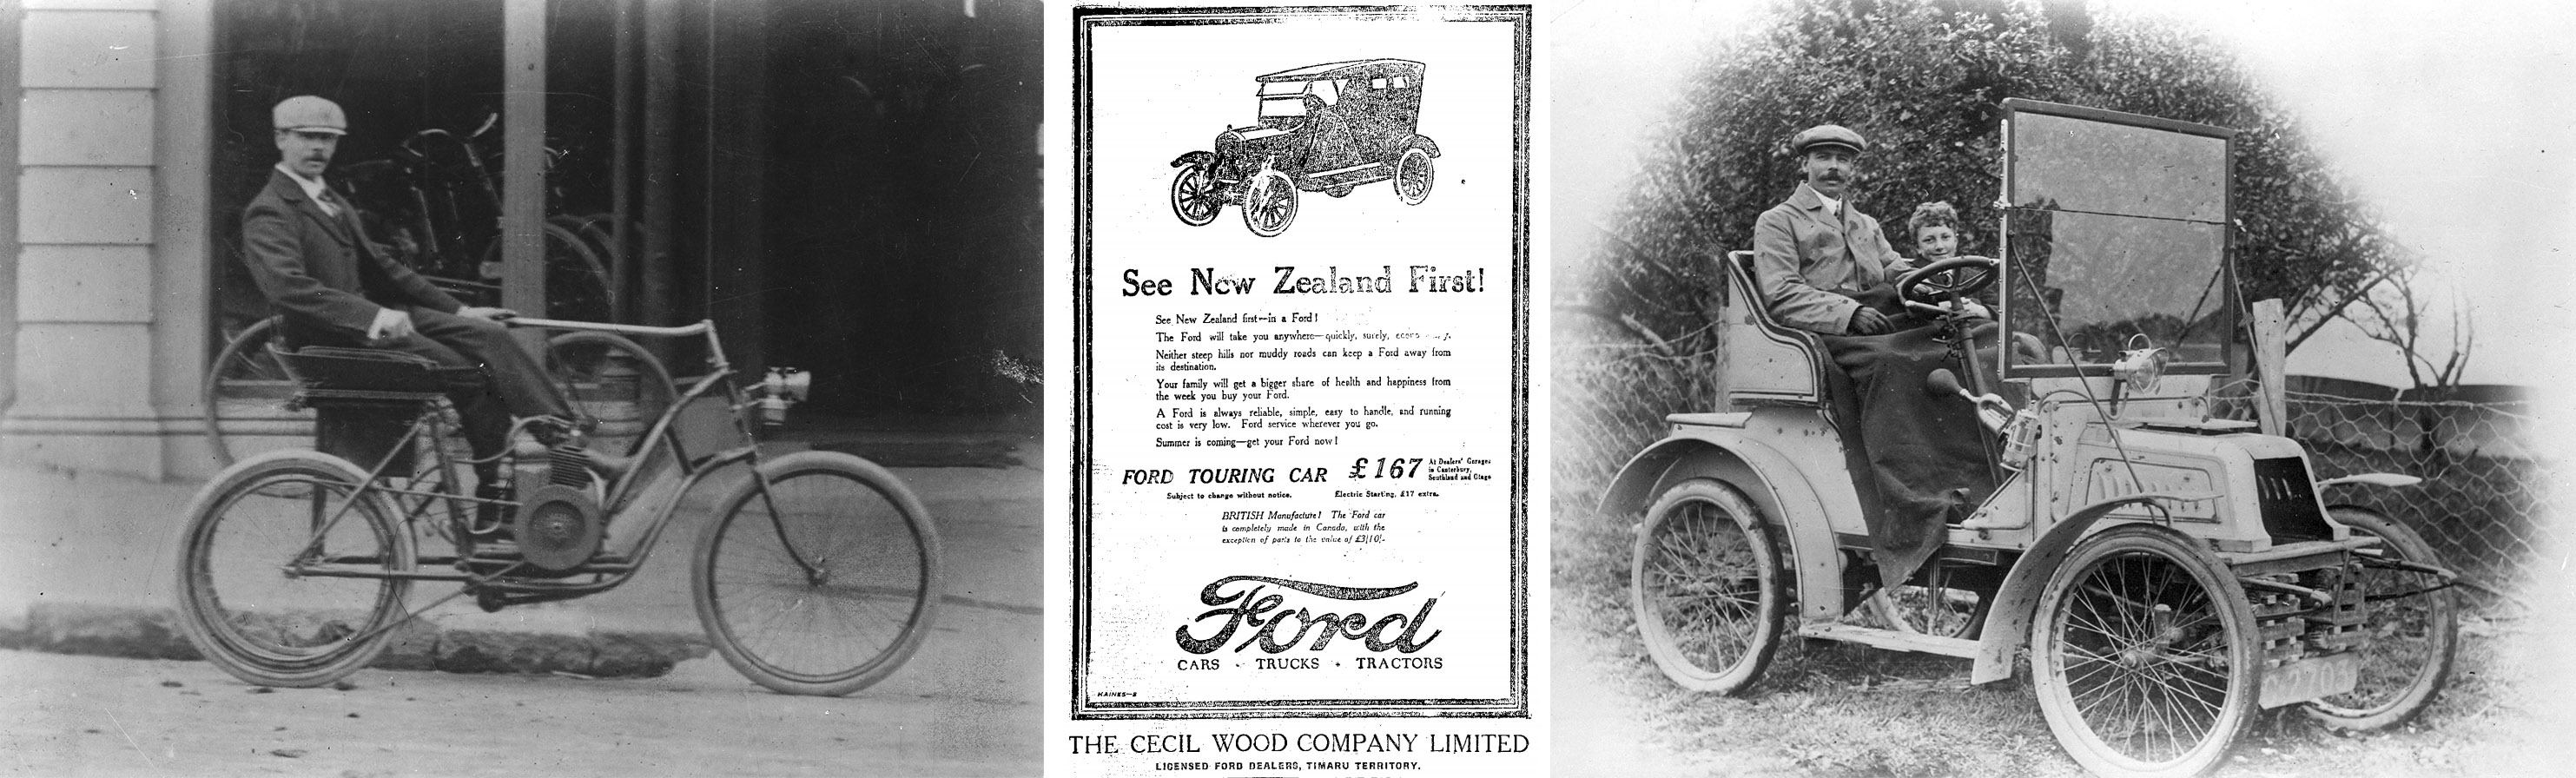 See New Zealand First!
See New Zealand first—in a Ford!
The Ford will take you anywhere—quickly, surely,
Neither steep hills nor muddy roads can keep a Ford away from
its destination.
Your family will get a bigger share of health and happiness from
the week you buy your Ford.
A Ford is always reliable, simple, easy to handle, and running
cost is very low. Ford service wherever you go.
Summer is coming—get your Ford now!
FORD TOURING CAR £167 At Dealers' Garages
in Canterbury,
Southland and Otago
Subject to change without notice. Electric Starting, £17 extra.
BRITISH Manufacture! The Ford car
is completely made in Canada, with the
exception of parts to the value of £3/10/-
Ford
CARS · TRUCKS · TRACTORS
HAINES—8
THE CECIL WOOD COMPANY LIMITED
LICENSED FORD DEALERS, TIMARU TERRITORY.
2703